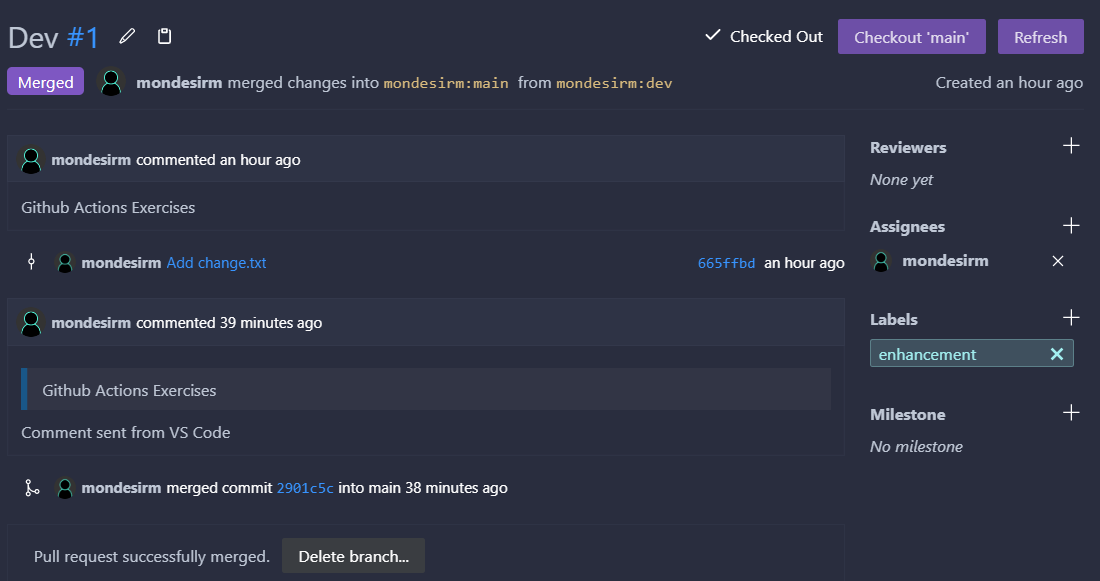 Dev #1
Checked Out
Checkout 'main'
Refresh
Merged
mondesirm merged changes into mondesirm:main from mondesirm:dev
Created an hour ago
mondesirm commented an hour ago
Github Actions Exercises
mondesirm Add change.txt
665ffbd an hour ago
mondesirm commented 39 minutes ago
Github Actions Exercises
Comment sent from VS Code
mondesirm merged commit 2901c5c into main 38 minutes ago
Pull request successfully merged.
Delete branch...
Reviewers
None yet
Assignees
mondesirm
Labels
enhancement
Milestone
No milestone